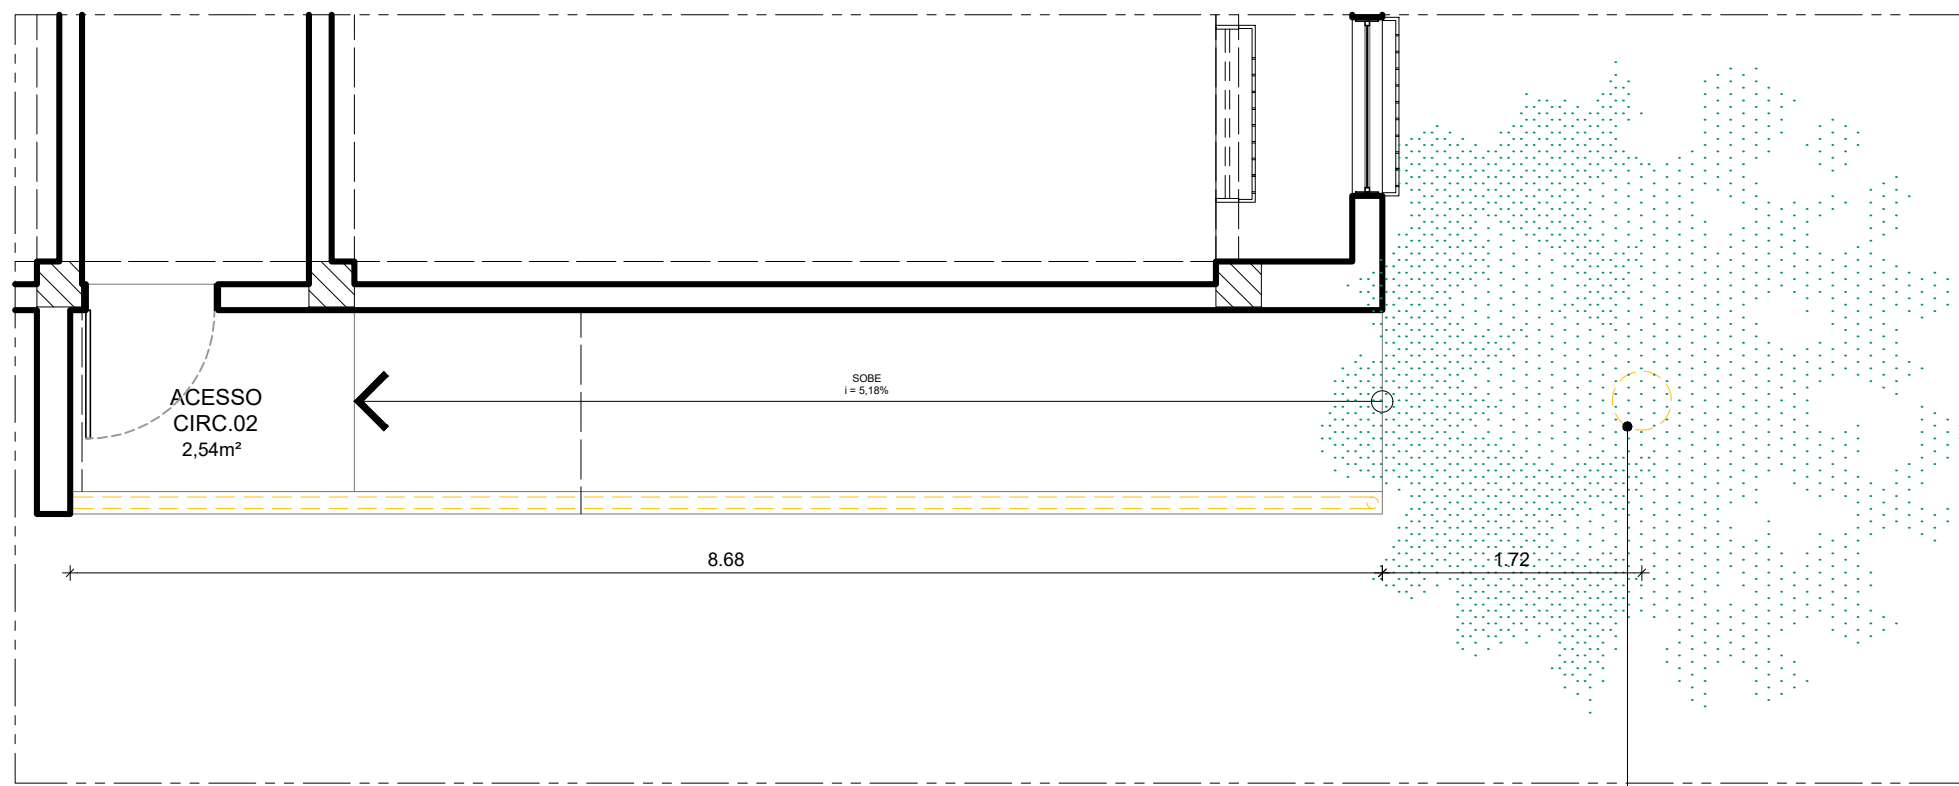 SOBE
i = 5,18%
ACESSO
CIRC.02
2,54m²
8.68
1.72